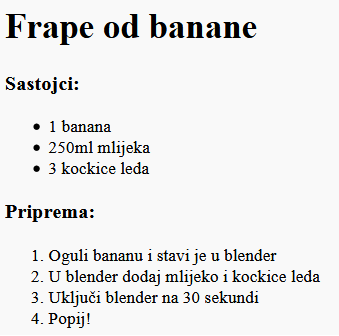 Frape od banane
Sastojci:
• 1 banana
• 250ml mlijeka
• 3 kockice leda
Priprema:
1. Oguli bananu i stavi je u blender
2. U blender dodaj mlijeko i kockice leda
3. Uključi blender na 30 sekundi
4. Popij!